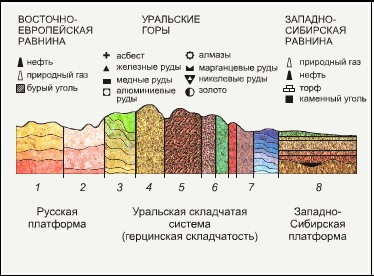 ВОСТОЧНО-
ЕВРОПЕЙСКАЯ
РАВНИНА
нефть
природный газ
бурый уголь
УРАЛЬСКИЕ
ГОРЫ
асбест
железные руды
медные руды
алюминиевые
руды
алмазы
марганцевые руды
никелевые руды
золото
ЗАПАДНО-
СИБИРСКАЯ
РАВНИНА
природный газ
нефть
торф
каменный уголь
1 2 3 4 5 6 7 8
Русская
платформа
Уральская складчатая
система
(герцинская складчатость)
Западно-
Сибирская
платформа